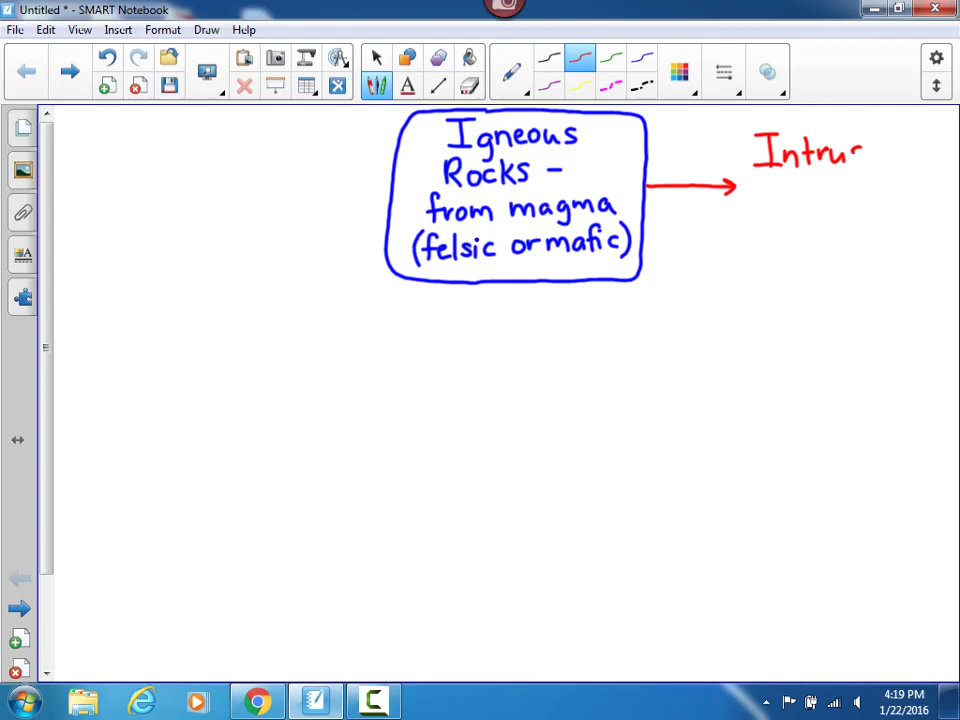 Untitled * - SMART Notebook
File Edit View Insert Format Draw Help
Igneous
Rocks -
from magma
(felsic or mafic)
Intrus
4:19 PM
1/22/2016